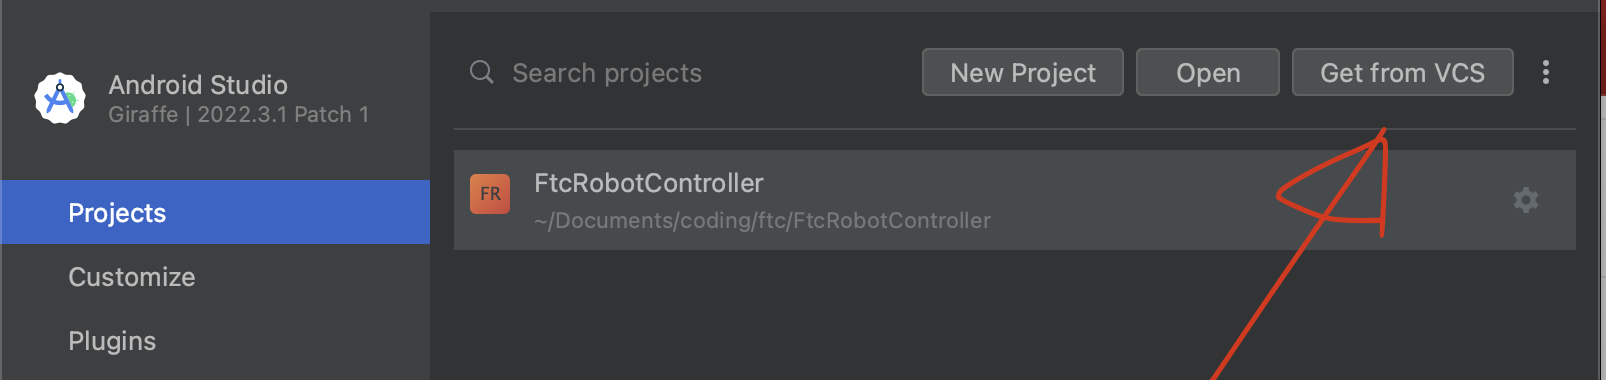 Android Studio
Giraffe | 2022.3.1 Patch 1
Projects
Customize
Plugins
Search projects
New Project
Open
Get from VCS
FR
FtcRobotController
~/Documents/coding/ftc/FtcRobotController